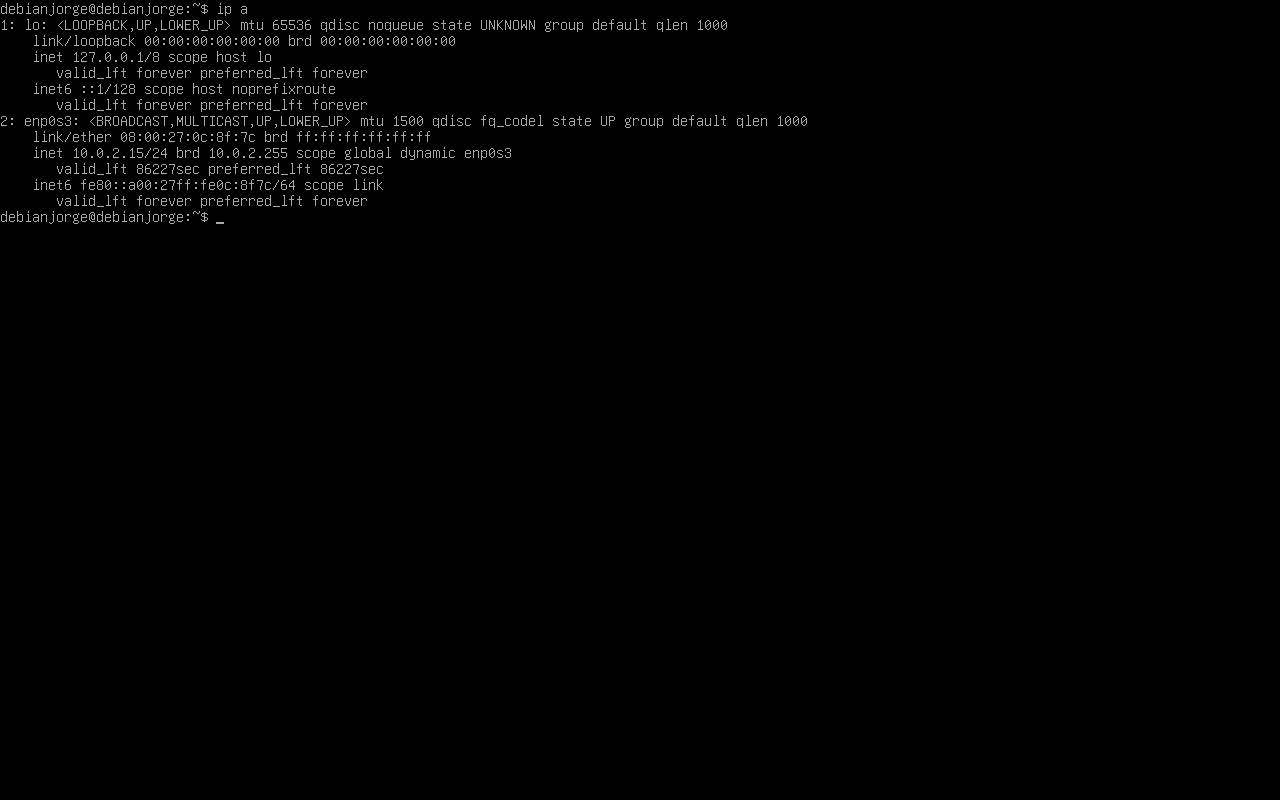 debianjorge@debianjorge:~$ ip a
1: lo: <LOOPBACK,UP,LOWER_UP> mtu 65536 qdisc noqueue state UNKNOWN group default qlen 1000
    link/loopback 00:00:00:00:00:00 brd 00:00:00:00:00:00
    inet 127.0.0.1/8 scope host lo
       valid_lft forever preferred_lft forever
    inet6 ::1/128 scope host noprefixroute
       valid_lft forever preferred_lft forever
2: enp0s3: <BROADCAST,MULTICAST,UP,LOWER_UP> mtu 1500 qdisc fq_codel state UP group default qlen 1000
    link/ether 08:00:27:0c:8f:7c brd ff:ff:ff:ff:ff:ff
    inet 10.0.2.15/24 brd 10.0.2.255 scope global dynamic enp0s3
       valid_lft 86227sec preferred_lft 86227sec
    inet6 fe80::a00:27ff:fe0c:8f7c/64 scope link
       valid_lft forever preferred_lft forever
debianjorge@debianjorge:~$ _